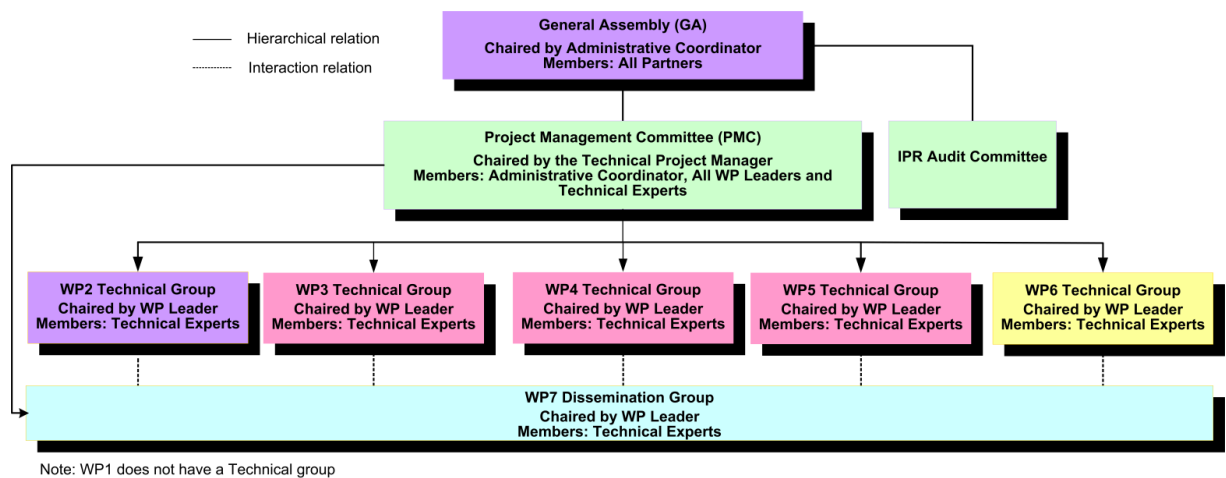 General Assembly (GA)
Chaired by Administrative Coordinator
Members: All Partners
Hierarchical relation
Interaction relation
Project Management Committee (PMC)
Chaired by the Technical Project Manager
Members: Administrative Coordinator, All WP Leaders and
Technical Experts
IPR Audit Committee
WP2 Technical Group
Chaired by WP Leader
Members: Technical Experts
WP3 Technical Group
Chaired by WP Leader
Members: Technical Experts
WP4 Technical Group
Chaired by WP Leader
Members: Technical Experts
WP5 Technical Group
Chaired by WP Leader
Members: Technical Experts
WP6 Technical Group
Chaired by WP Leader
Members: Technical Experts
WP7 Dissemination Group
Chaired by WP Leader
Members: Technical Experts
Note: WP1 does not have a Technical group